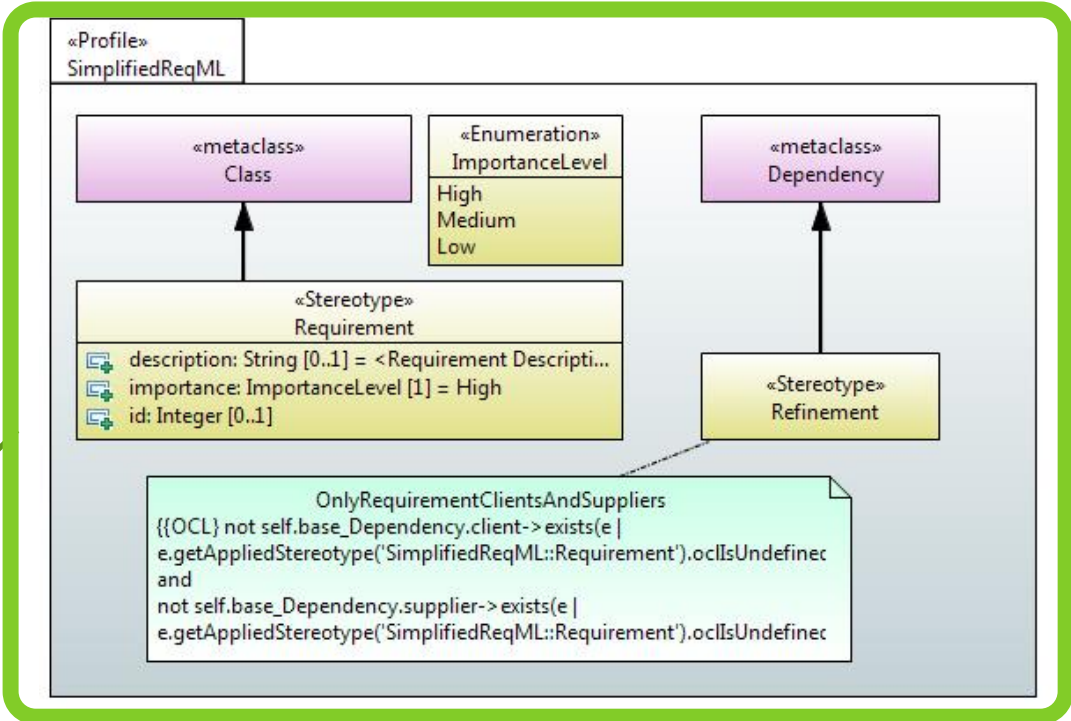 «Profile»
SimplifiedReqML
«metaclass»
Class
«Enumeration»
ImportanceLevel
High
Medium
Low
«metaclass»
Dependency
«Stereotype»
Requirement
description: String [0..1] = <Requirement Descripti...
importance: ImportanceLevel [1] = High
id: Integer [0..1]
«Stereotype»
Refinement
OnlyRequirementClientsAndSuppliers
{{OCL} not self.base_Dependency.client->exists(e |
e.getAppliedStereotype('SimplifiedReqML::Requirement').oclIsUndefined
and
not self.base_Dependency.supplier->exists(e |
e.getAppliedStereotype('SimplifiedReqML::Requirement').oclIsUndefined